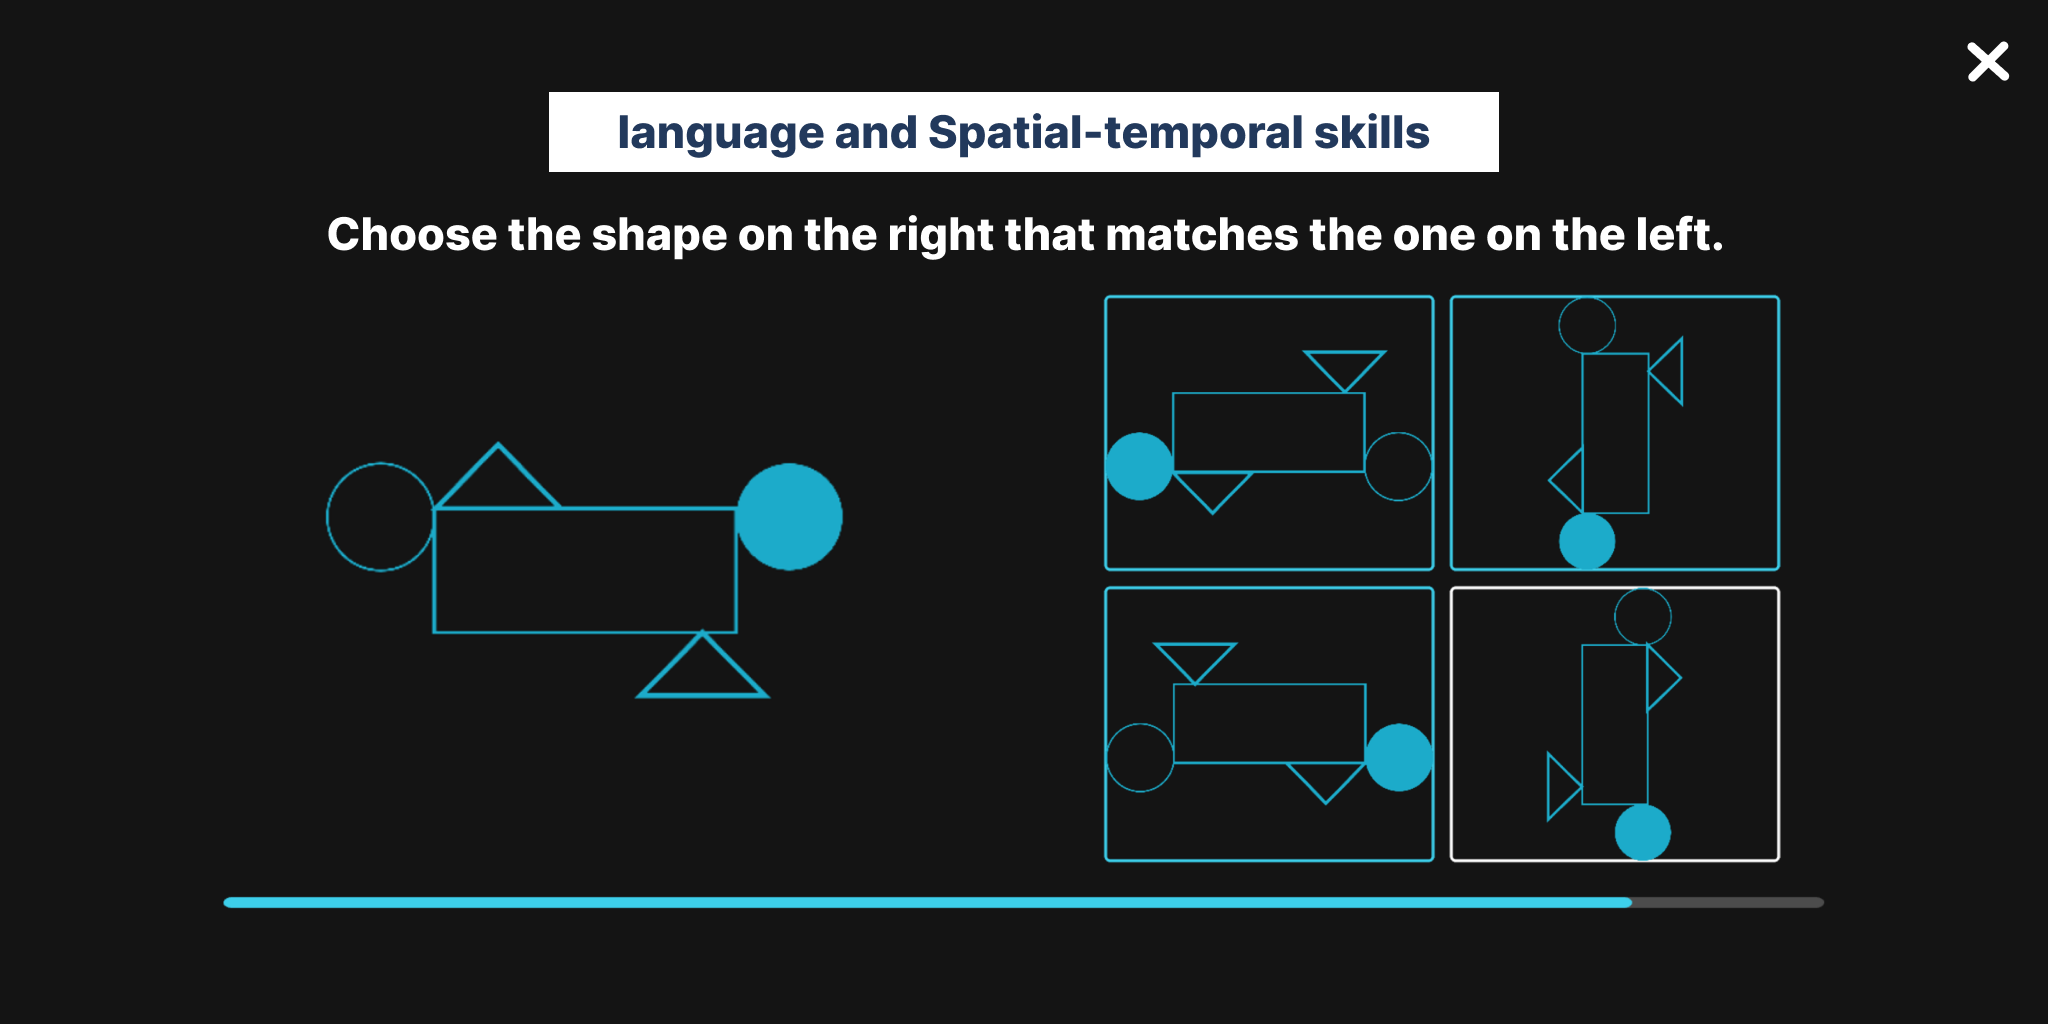 language and Spatial-temporal skills
Choose the shape on the right that matches the one on the left.